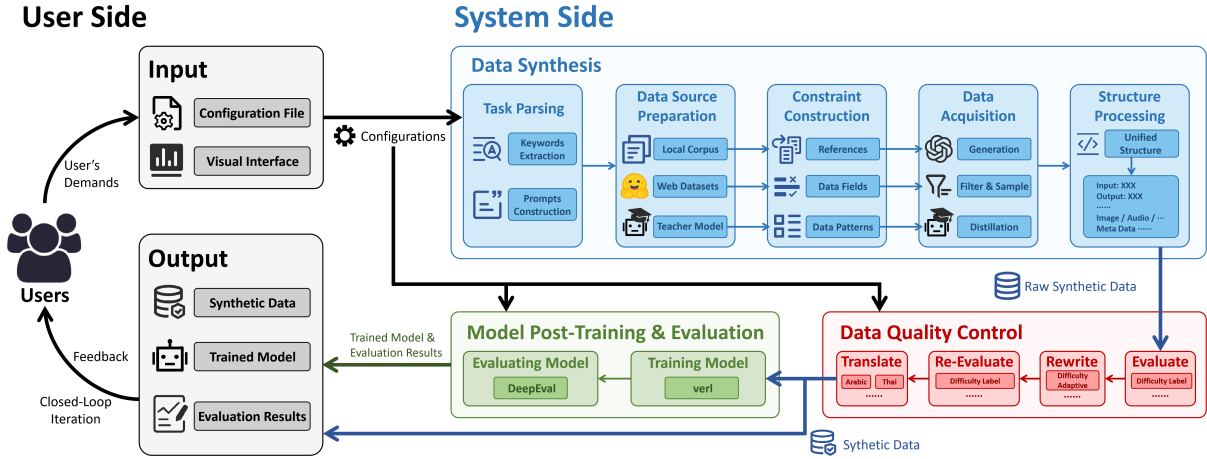 User Side
System Side
Input
Configuration File
Visual Interface
User's
Demands
Users
Feedback
Closed-Loop
Iteration
Output
Synthetic Data
Trained Model
Evaluation Results
Configurations
Data Synthesis
Task Parsing
Keywords
Extraction
Prompts
Construction
Data Source
Preparation
Local Corpus
Web Datasets
Teacher Model
Constraint
Construction
References
Data Fields
Data Patterns
Data
Acquisition
Generation
Filter & Sample
Distillation
Structure
Processing
Unified
Structure
Input: XXX
Output: XXX
......
Image / Audio / ...
Meta Data ......
Raw Synthetic Data
Trained Model &
Evaluation Results
Model Post-Training & Evaluation
Evaluating Model
DeepEval
Training Model
verl
Data Quality Control
Translate
Arabic
Thai
......
Re-Evaluate
Difficulty Label
......
Rewrite
Difficulty
Adaptive
......
Evaluate
Difficulty Label
......
Sythetic Data